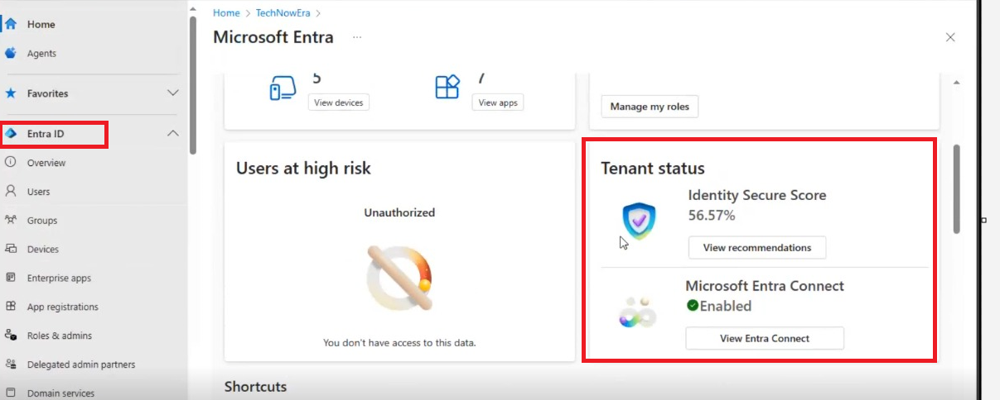 Home
Agents
Favorites
Entra ID
Overview
Users
Groups
Devices
Enterprise apps
App registrations
Roles & admins
Delegated admin partners
Domain services
Home > TechNowEra >
Microsoft Entra ...
5
View devices
7
View apps
Manage my roles
Users at high risk
Unauthorized
You don't have access to this data.
Tenant status
Identity Secure Score
56.57%
View recommendations
Microsoft Entra Connect
Enabled
View Entra Connect
Shortcuts